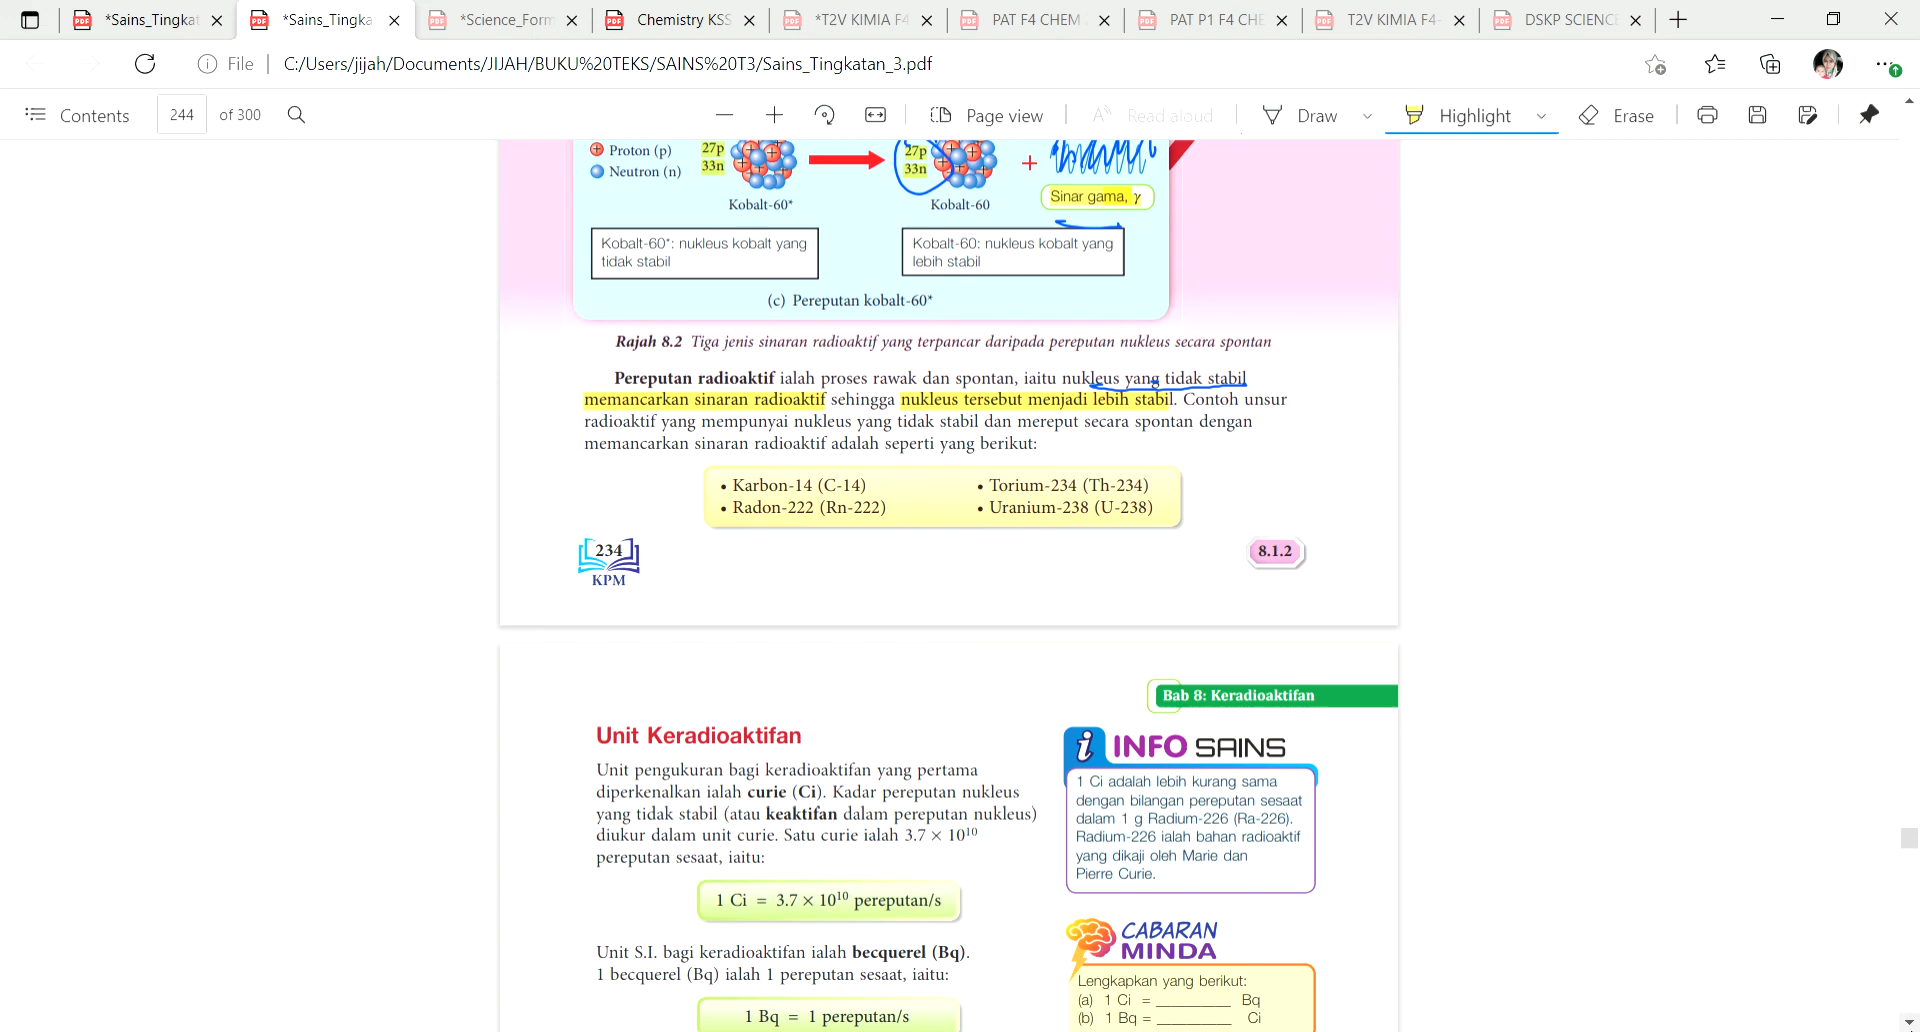 *Sains_Tingkat
*Sains_Tingka
*Science_Form
Chemistry KSS
*T2V KIMIA F4
PAT F4 CHEM
PAT P1 F4 CHE
T2V KIMIA F4-
DSKP SCIENCE
File
C:/Users/jijah/Documents/JIJAH/BUKU%20TEKS/SAINS%20T3/Sains_Tingkatan_3.pdf
Contents
244
of 300
Page view
Read aloud
Draw
Highlight
Erase
Proton (p)
Neutron (n)
27p
33n
Kobalt-60*
27p
33n
Kobalt-60
+
Sinar gama, γ
Kobalt-60*: nukleus kobalt yang
tidak stabil
Kobalt-60: nukleus kobalt yang
lebih stabil
(c) Pereputan kobalt-60*
Rajah 8.2 Tiga jenis sinaran radioaktif yang terpancar daripada pereputan nukleus secara spontan
Pereputan radioaktif ialah proses rawak dan spontan, iaitu nukleus yang tidak stabil
memancarkan sinaran radioaktif sehingga nukleus tersebut menjadi lebih stabil. Contoh unsur
radioaktif yang mempunyai nukleus yang tidak stabil dan mereput secara spontan dengan
memancarkan sinaran radioaktif adalah seperti yang berikut:
• Karbon-14 (C-14)
• Radon-222 (Rn-222)
• Torium-234 (Th-234)
• Uranium-238 (U-238)
234
KPM
8.1.2
Bab 8: Keradioaktifan
Unit Keradioaktifan
Unit pengukuran bagi keradioaktifan yang pertama
diperkenalkan ialah curie (Ci). Kadar pereputan nukleus
yang tidak stabil (atau keaktifan dalam pereputan nukleus)
diukur dalam unit curie. Satu curie ialah 3.7 × 10¹⁰
pereputan sesaat, iaitu:
1 Ci = 3.7 × 10¹⁰ pereputan/s
Unit S.I. bagi keradioaktifan ialah becquerel (Bq).
1 becquerel (Bq) ialah 1 pereputan sesaat, iaitu:
1 Bq = 1 pereputan/s
i INFO SAINS
1 Ci adalah lebih kurang sama
dengan bilangan pereputan sesaat
dalam 1 g Radium-226 (Ra-226).
Radium-226 ialah bahan radioaktif
yang dikaji oleh Marie dan
Pierre Curie.
CABARAN
MINDA
Lengkapkan yang berikut:
(a) 1 Ci = ________ Bq
(b) 1 Bq = ________ Ci